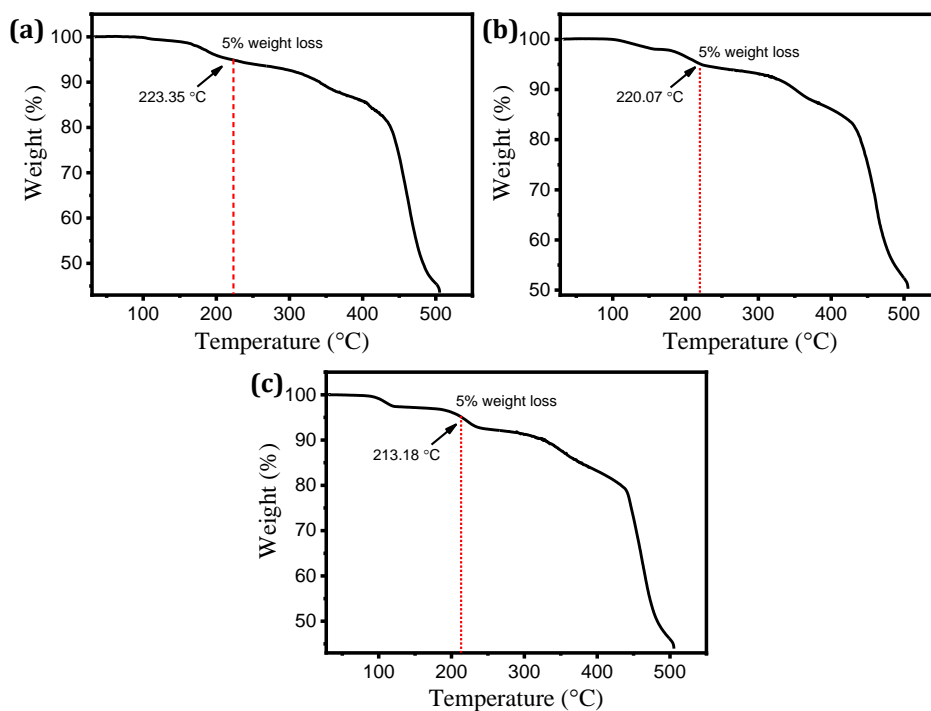 (a)
5% weight loss
223.35 °C
Weight (%)
100
90
80
70
60
50
100 200 300 400 500
Temperature (°C)
(b)
5% weight loss
220.07 °C
Weight (%)
100
90
80
70
60
50
100 200 300 400 500
Temperature (°C)
(c)
5% weight loss
213.18 °C
Weight (%)
100
90
80
70
60
50
100 200 300 400 500
Temperature (°C)